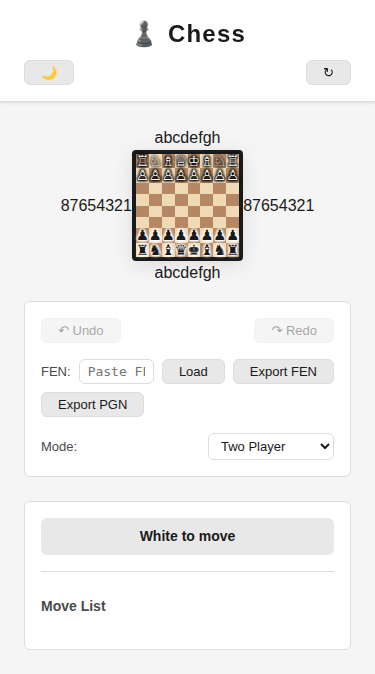 Chess
abcdefgh
87654321 87654321
abcdefgh
↶ Undo ↷ Redo
FEN: Paste FI Load Export FEN
Export PGN
Mode: Two Player
White to move
Move List